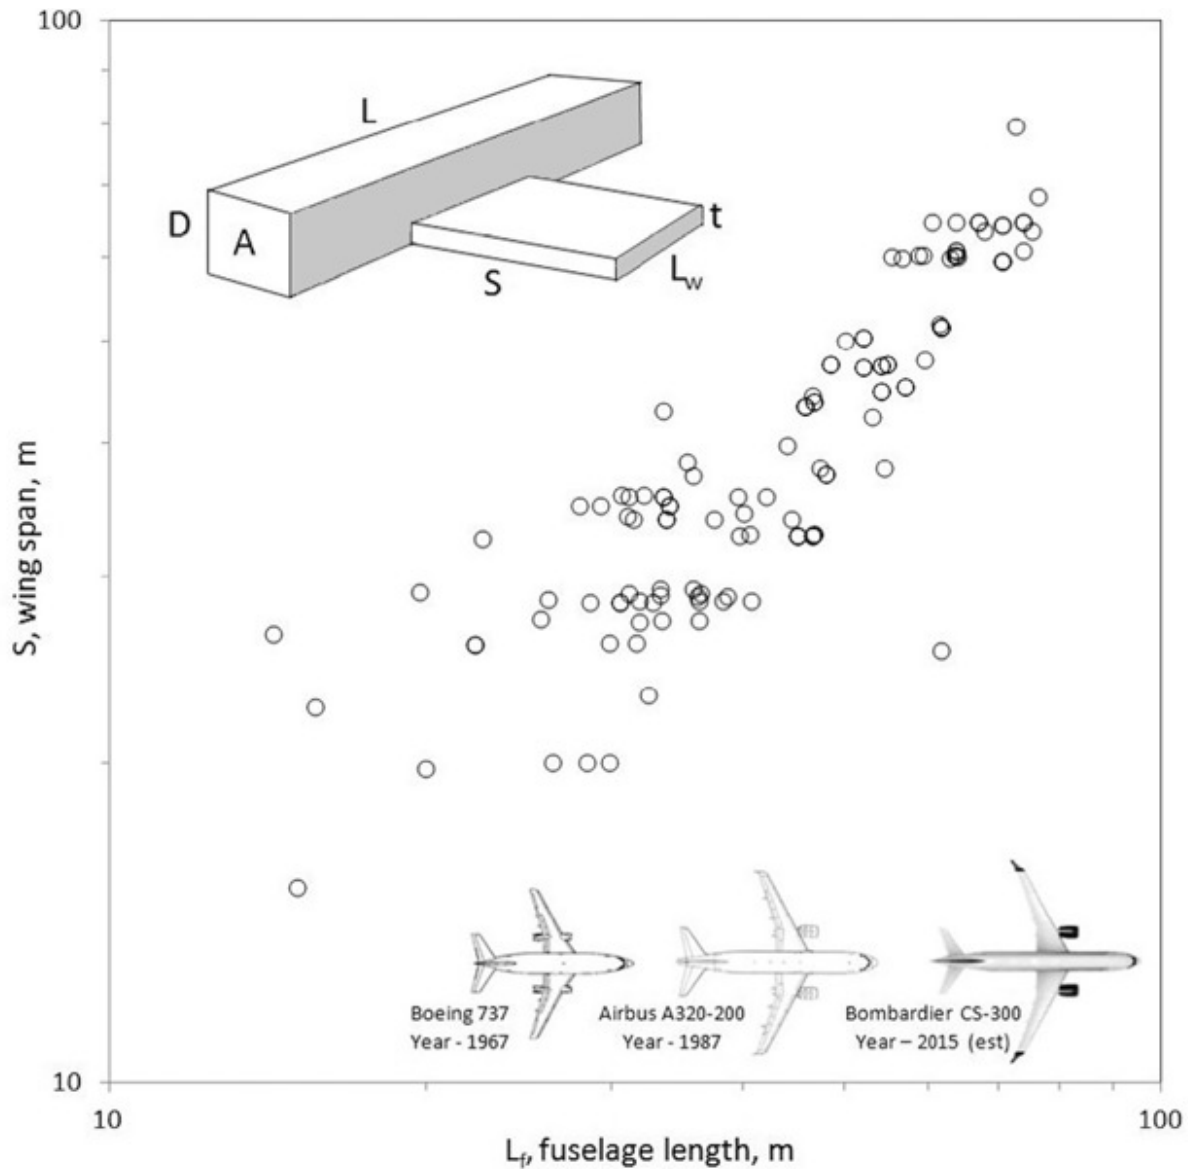 100
L
D
A
t
S
Lw
S, wing span, m
Boeing 737
Year - 1967
Airbus A320-200
Year - 1987
Bombardier CS-300
Year – 2015 (est)
10
10
100
Lf, fuselage length, m